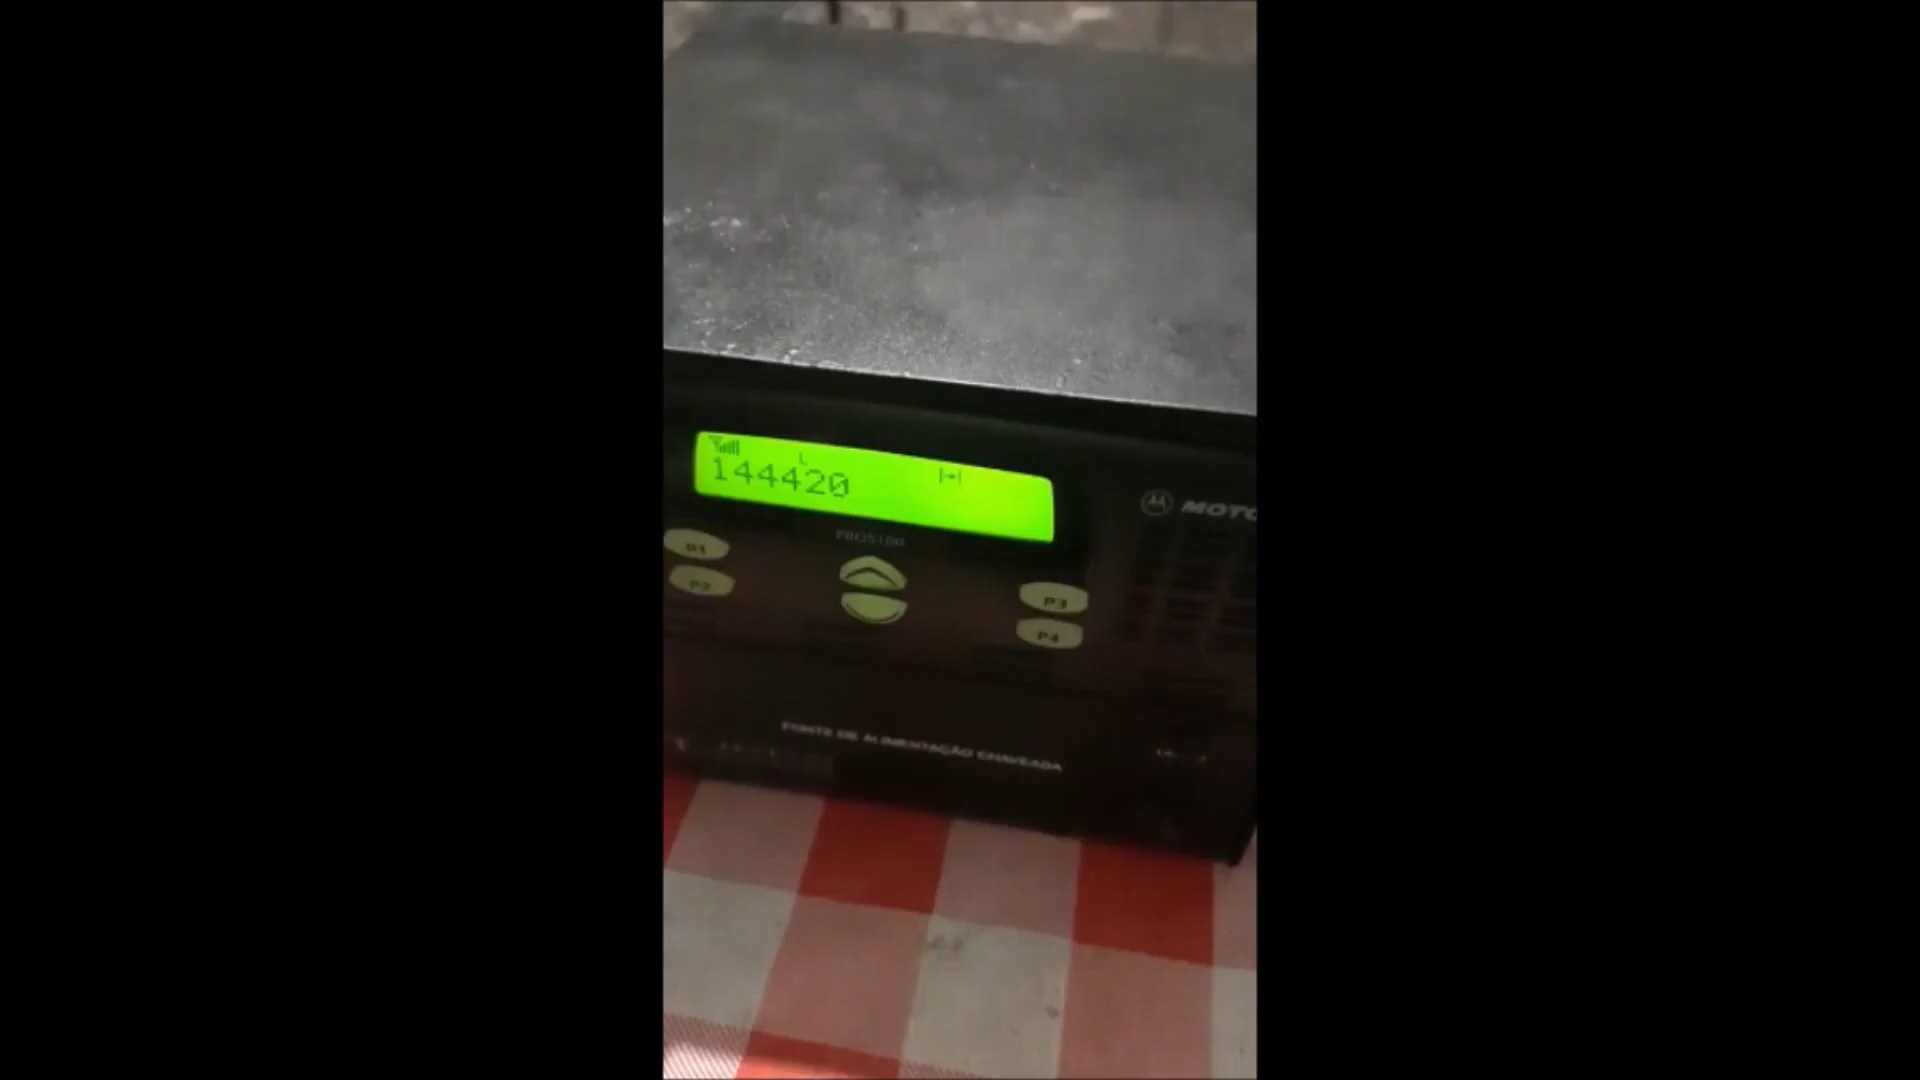 L
144420
MOTO
PRO5100
P1
P2
P3
P4
FONTE DE ALIMENTAÇÃO CHAVEADA